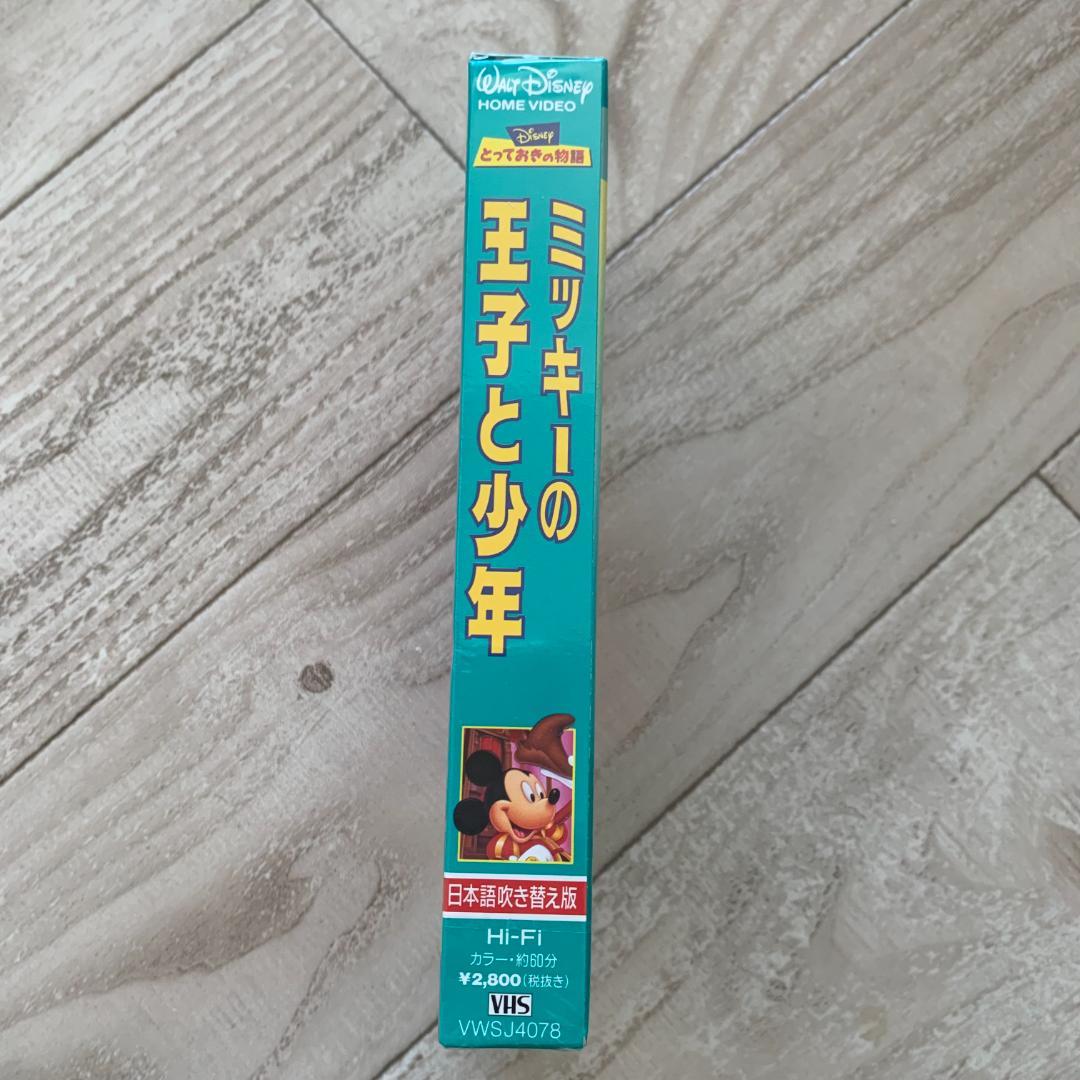 WALT DISNEY
HOME VIDEO
DISNEY
とっておきの物語
ミッキーの
王子と少年
日本語吹き替え版
Hi-Fi
カラー・約60分
¥2,800(税抜き)
VHS
VWSJ4078